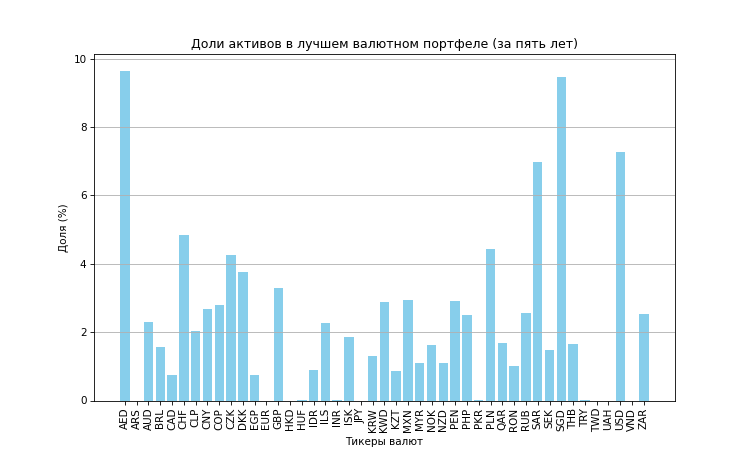 Доли активов в лучшем валютном портфеле (за пять лет)
Доля (%)
10
8
6
4
2
0
AED ARS AUD BRL CAD CHF CLP CNY COP CZK DKK EGP EUR GBP HKD HUF IDR ILS INR ISK JPY KRW KWD KZT MXN MYR NOK NZD PEN PHP PKR PLN QAR RON RUB SAR SEK SGD THB TRY TWD UAH USD VND ZAR
Тикеры валют